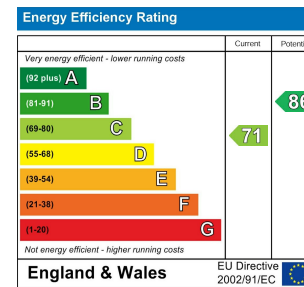 Energy Efficiency Rating
Current Potenti
Very energy efficient - lower running costs
(92 plus) A
(81-91) B
86
(69-80) C
71
(55-68) D
(39-54) E
(21-38) F
(1-20) G
Not energy efficient - higher running costs
England & Wales
EU Directive
2002/91/EC